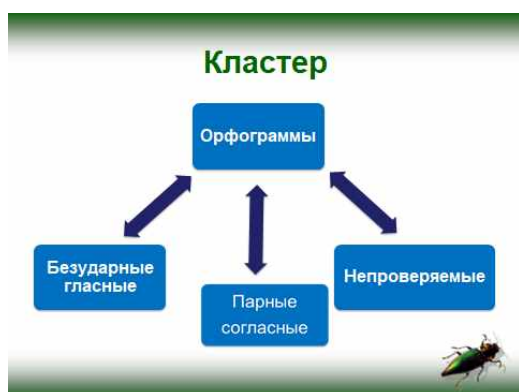 Кластер
Орфограммы
Безударные
гласные
Парные
согласные
Непроверяемые